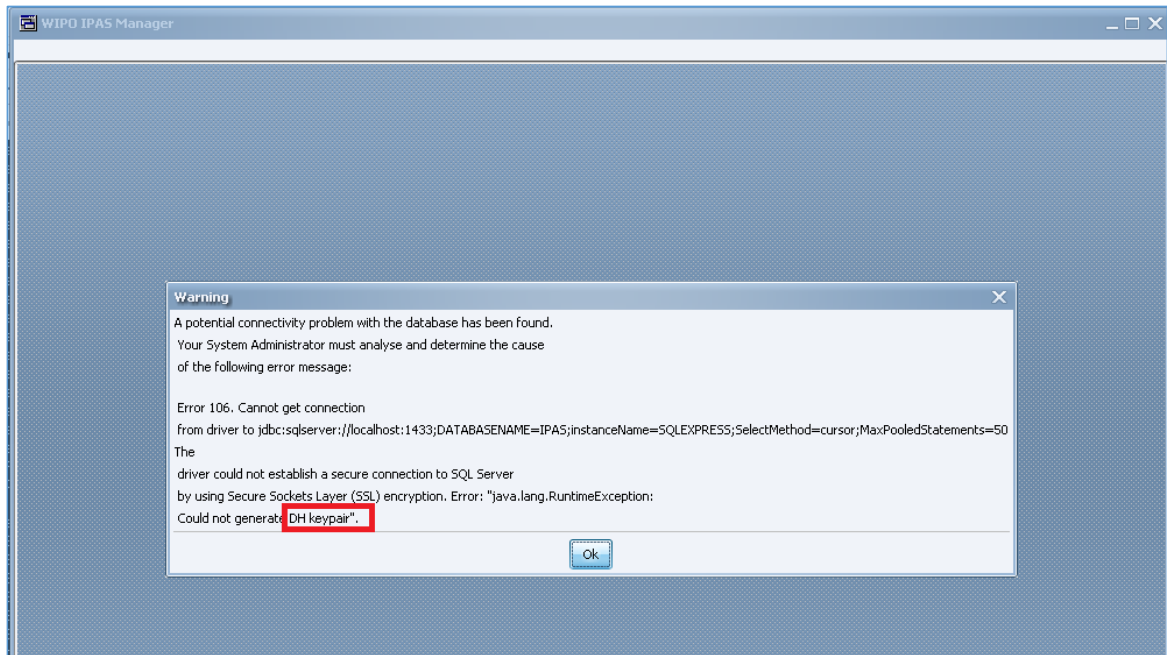 WIPO IPAS Manager
Warning
A potential connectivity problem with the database has been found.
Your System Administrator must analyse and determine the cause
of the following error message:
Error 106. Cannot get connection
from driver to jdbc:sqlserver://localhost:1433;DATABASENAME=IPAS;instanceName=SQLEXPRESS;SelectMethod=cursor;MaxPooledStatements=50
The
driver could not establish a secure connection to SQL Server
by using Secure Sockets Layer (SSL) encryption. Error: "java.lang.RuntimeException:
Could not generate DH keypair".
Ok